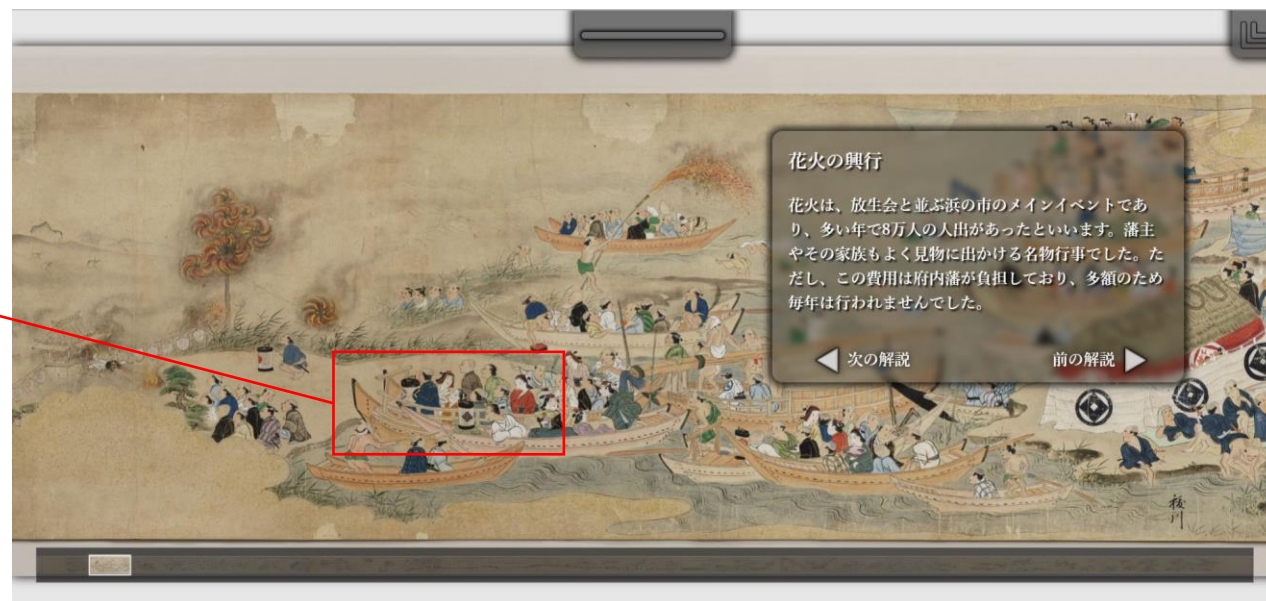 花火の興行
花火は、放生会と並ぶ浜の市のメインイベントであ
り、多い年で8万人の人出があったといいます。藩主
やその家族もよく見物に出かける名物行事でした。た
だし、この費用は府内藩が負担しており、多額のため
毎年は行われませんでした。
次の解説
前の解説